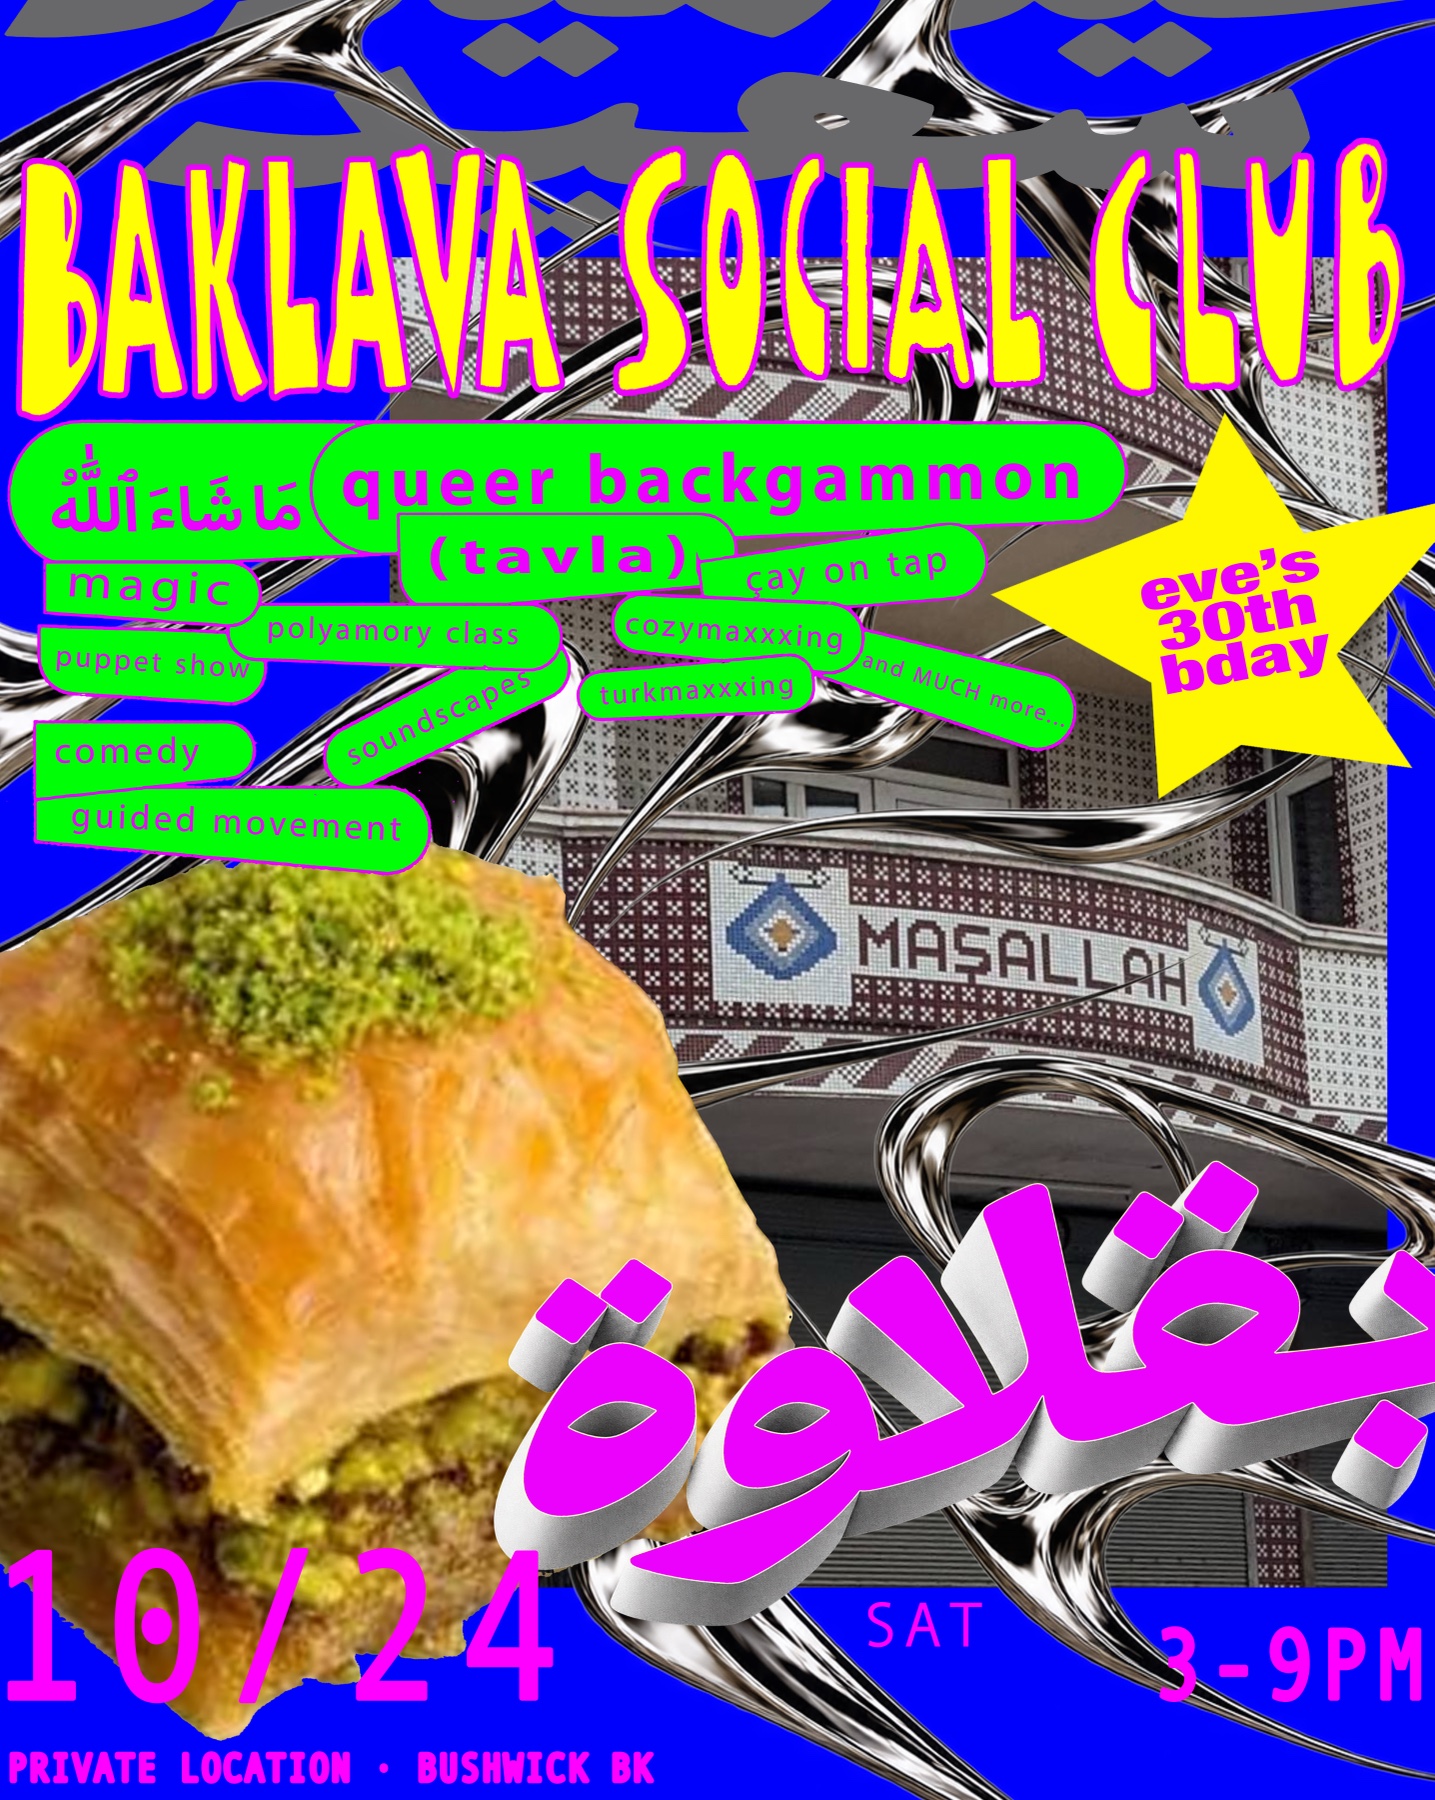 BAKLAVA SOCIAL CLUB
مَا شَاءَ ٱللَّٰهُ
queer backgammon
(tavla)
çay on tap
magic
polyamory class
cozymaxxxing
puppet show
and MUCH more...
soundscapes
turkmaxxxing
comedy
guided movement
eve's
30th
bday
MAŞALLAH
بقلاوة
10/24
SAT
3-9PM
PRIVATE LOCATION · BUSHWICK BK